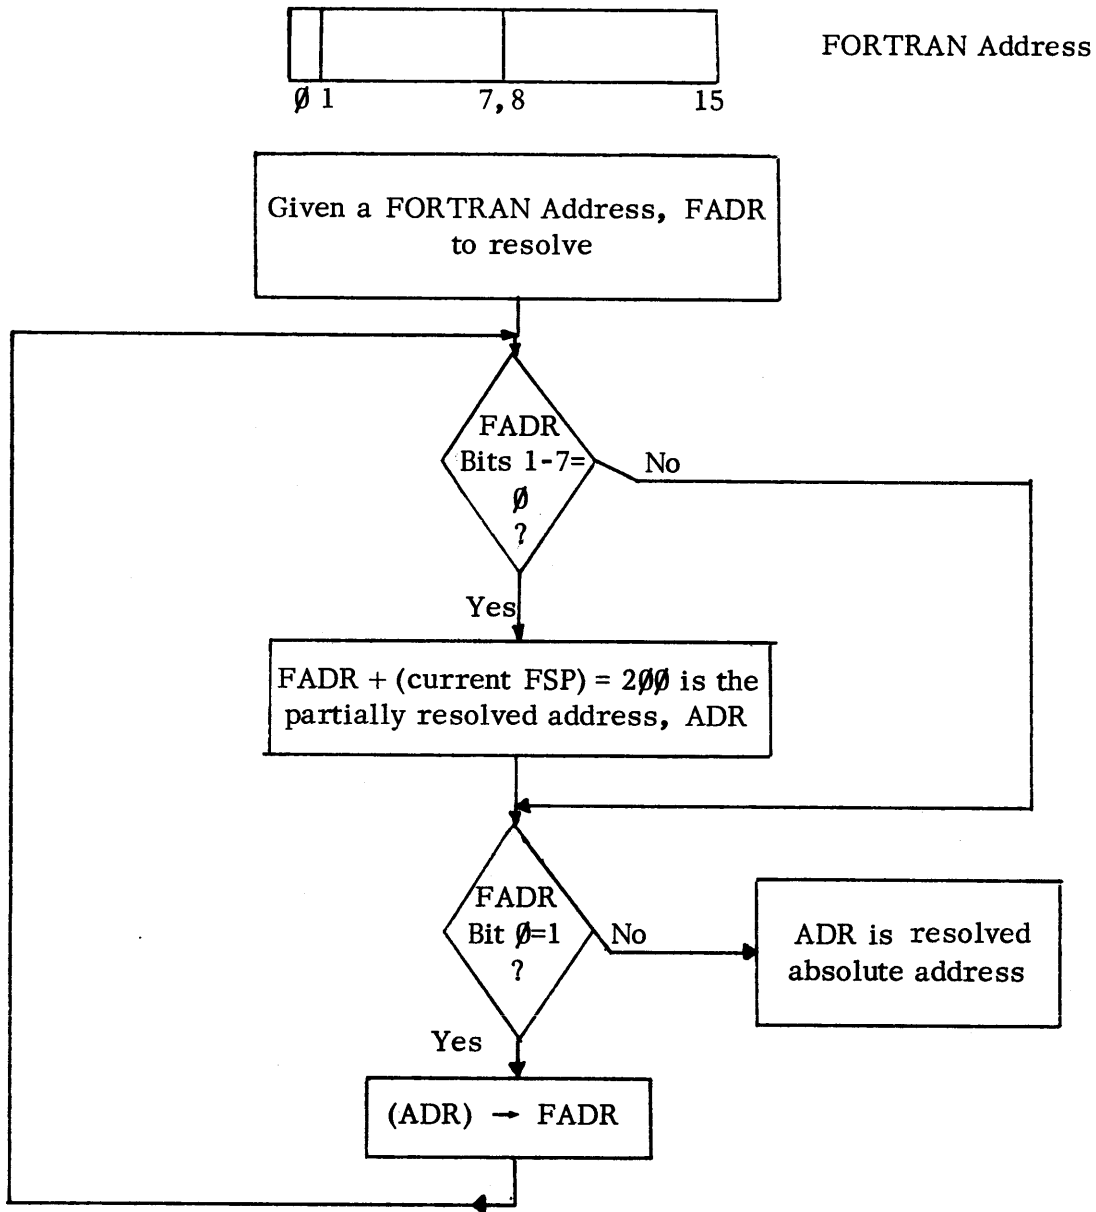 FORTRAN Address
Ø 1 7,8 15
Given a FORTRAN Address, FADR
to resolve
FADR
Bits 1-7=
Ø
?
No
Yes
FADR + (current FSP) = 2ØØ is the
partially resolved address, ADR
FADR
Bit Ø=1
?
No
ADR is resolved
absolute address
Yes
(ADR) → FADR